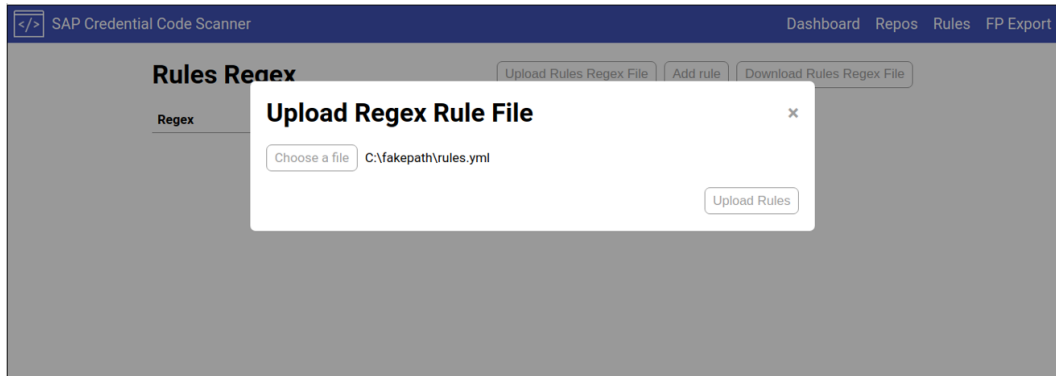 </> SAP Credential Code Scanner Dashboard Repos Rules FP Export
Rules Regex Upload Rules Regex File Add rule Download Rules Regex File
Upload Regex Rule File ×
Regex
Choose a file C:\fakepath\rules.yml
Upload Rules